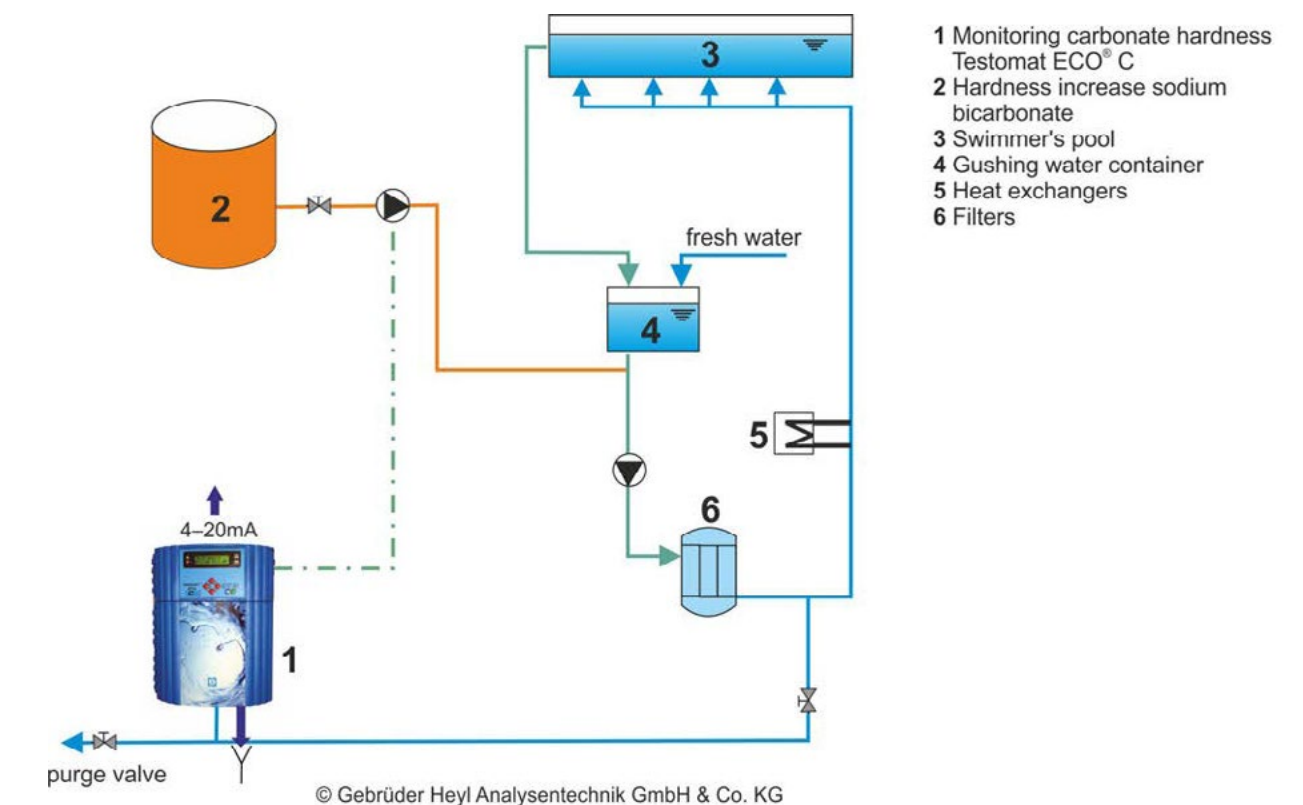 3
1 Monitoring carbonate hardness
Testomat ECO® C
2 Hardness increase sodium
bicarbonate
3 Swimmer's pool
4 Gushing water container
5 Heat exchangers
6 Filters
2
fresh water
4
5
6
4–20mA
1
purge valve
© Gebrüder Heyl Analysentechnik GmbH & Co. KG